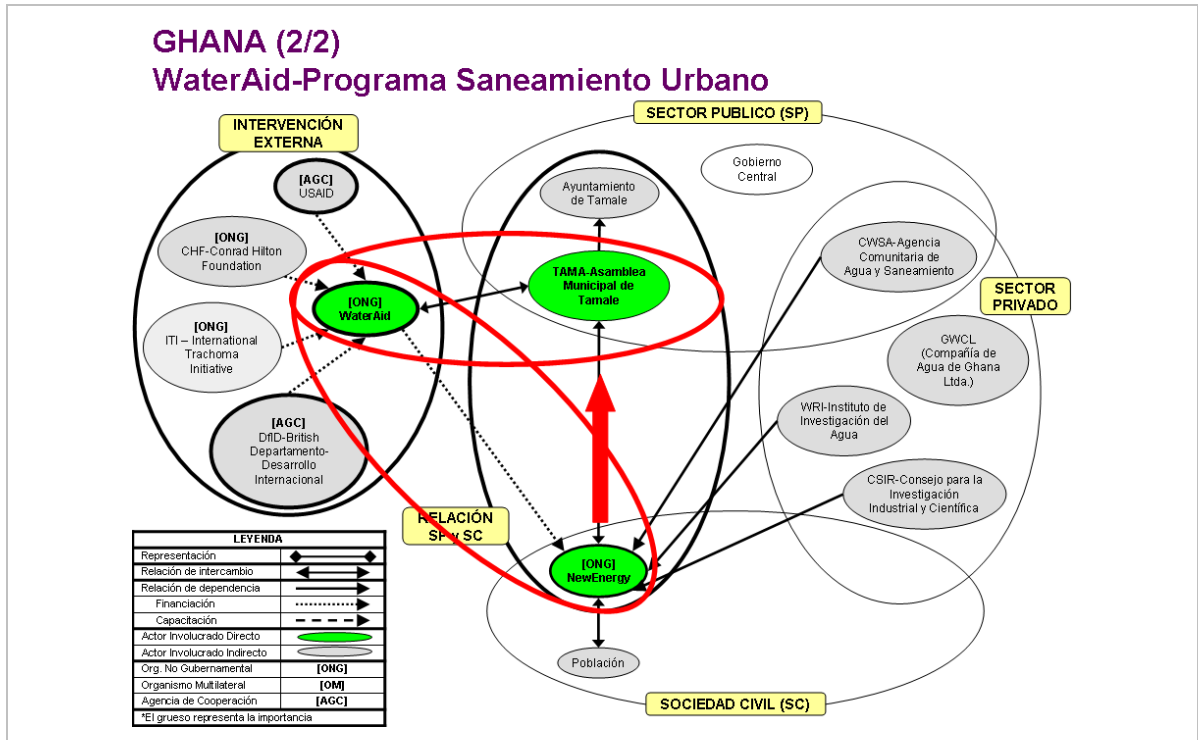 GHANA (2/2)
WaterAid-Programa Saneamiento Urbano
INTERVENCIÓN
EXTERNA
SECTOR PUBLICO (SP)
[AGC]
USAID
Gobierno
Central
Ayuntamiento
de Tamale
[ONG]
CHF-Conrad Hilton
Foundation
CWSA-Agencia
Comunitaria de
Agua y Saneamiento
TAMA-Asamblea
Municipal de
Tamale
SECTOR
PRIVADO
[ONG]
WaterAid
[ONG]
ITI – International
Trachoma
Initiative
GWCL
(Compañía de
Agua de Ghana
Ltda.)
WRI-Instituto de
Investigación del
Agua
[AGC]
DfID-British
Departamento-
Desarrollo
Internacional
CSIR-Consejo para la
Investigación
Industrial y Científica
RELACIÓN
SP y SC
[ONG]
NewEnergy
Población
SOCIEDAD CIVIL (SC)
LEYENDA
Representación
Relación de intercambio
Relación de dependencia
Financiación
Capacitación
Actor Involucrado Directo
Actor Involucrado Indirecto
Org. No Gubernamental [ONG]
Organismo Multilateral [OM]
Agencia de Cooperación [AGC]
*El grueso representa la importancia